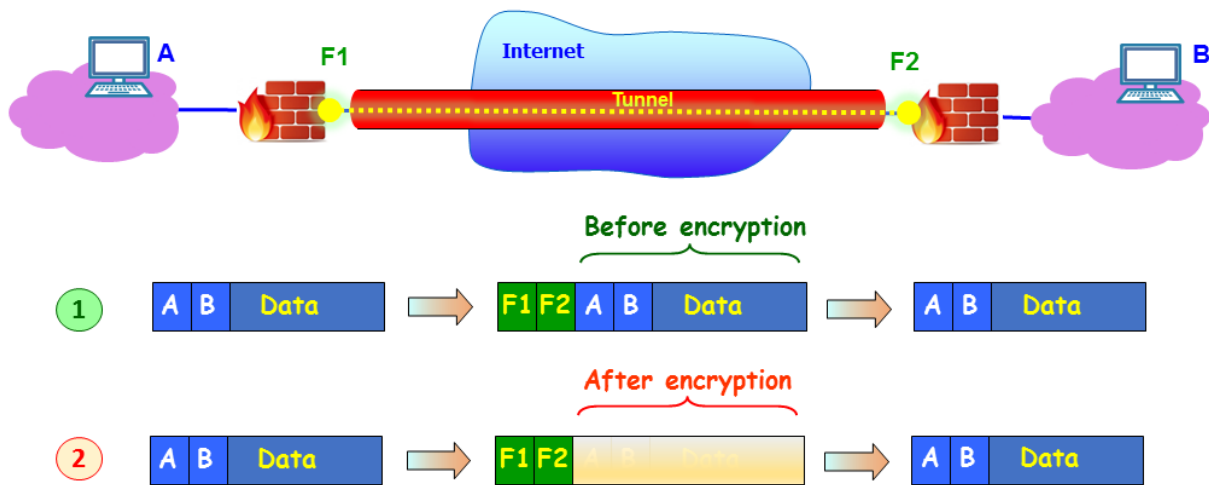 A
F1
Internet
F2
B
Tunnel
Before encryption
1
A B Data
F1 F2 A B Data
A B Data
After encryption
2
A B Data
F1 F2 A B Data
A B Data